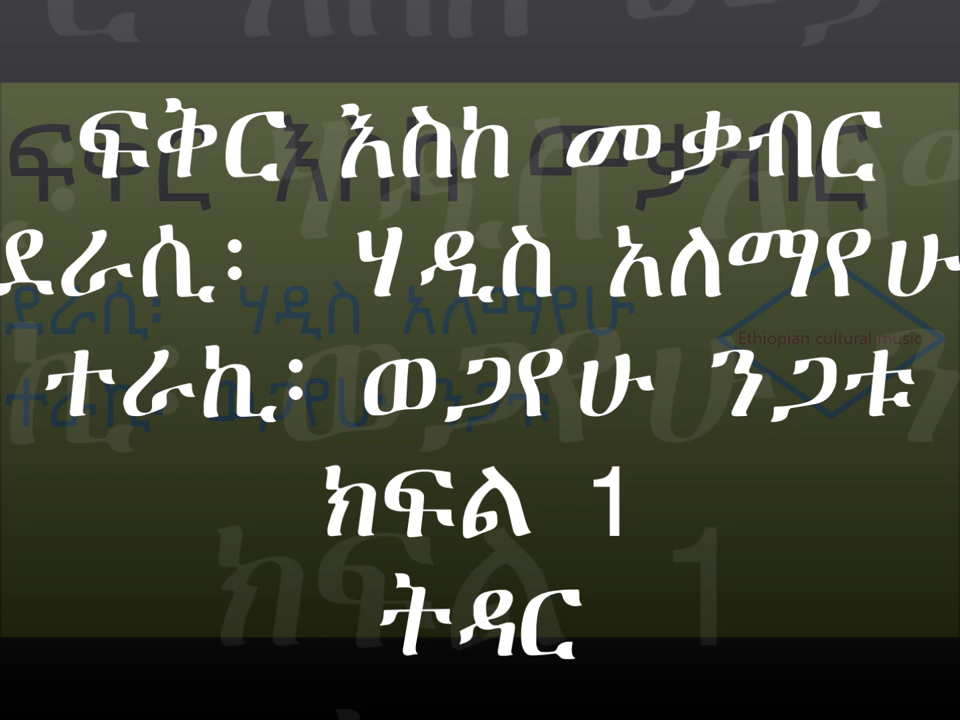 ፍቅር እስከ መቃብር
ደራሲ፡ ሃዲስ አለማየሁ
Ethiopian cultural music
ተራኪ፡ ወጋየሁ ንጋቱ
ክፍል 1
ትዳር